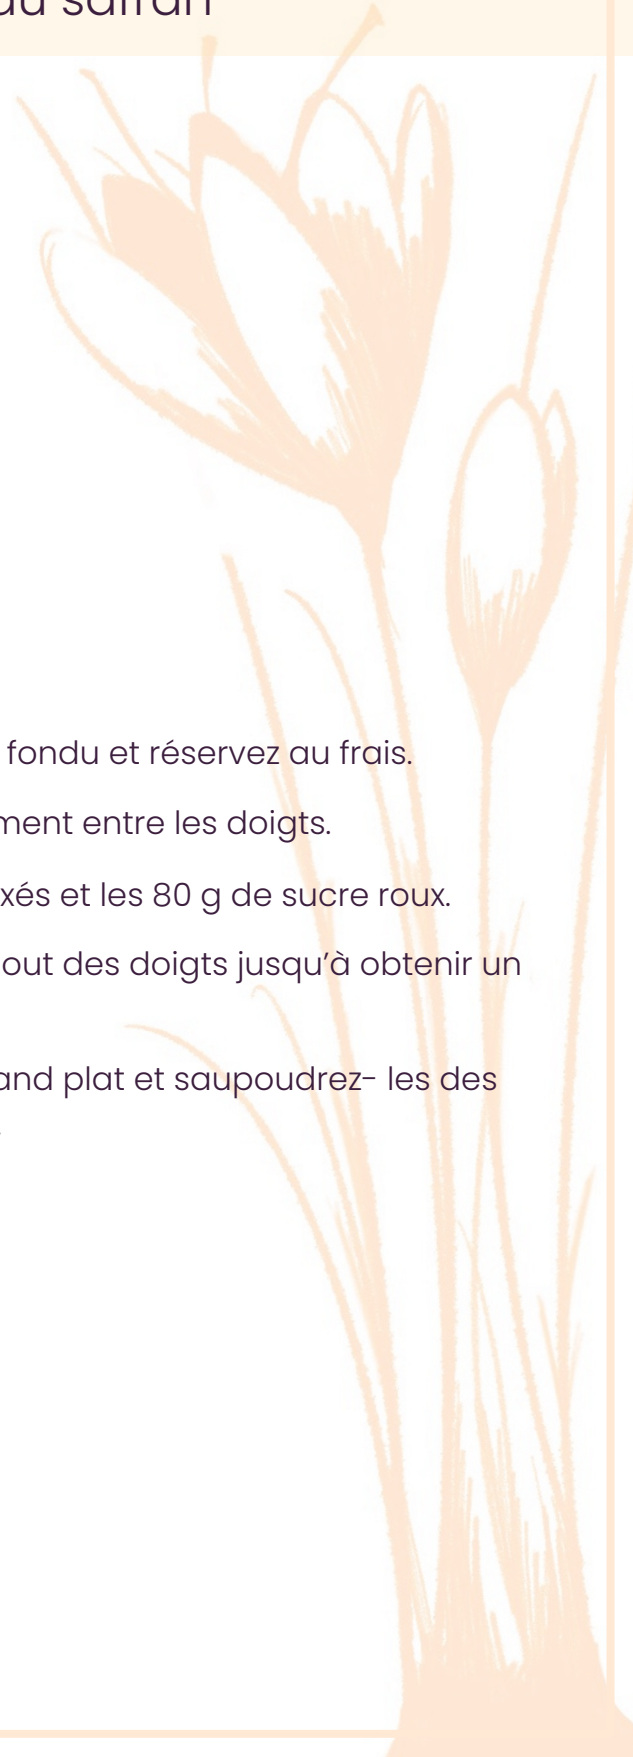 au safran
fondu et réservez au frais.
ment entre les doigts.
xés et les 80 g de sucre roux.
out des doigts jusqu'à obtenir un
and plat et saupoudrez- les des
.